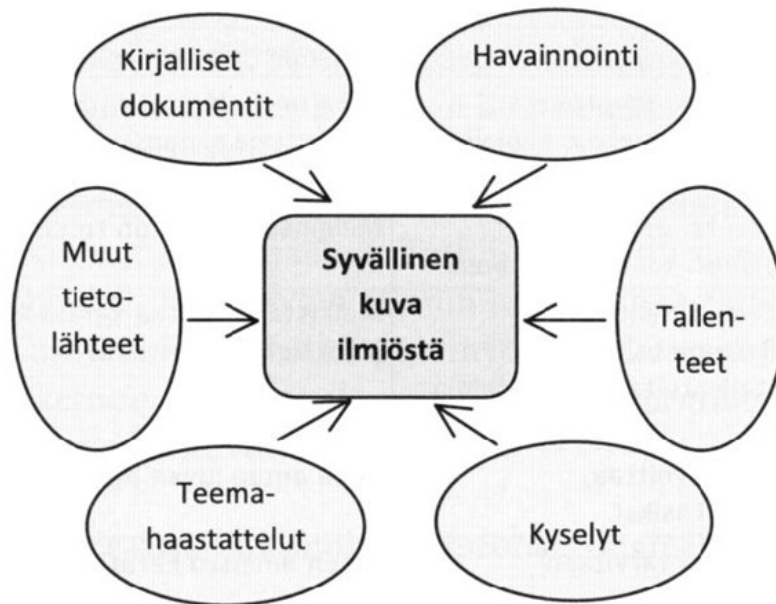 Kirjalliset
dokumentit
Havainnointi
Muut
tieto-
lähteet
Syvällinen
kuva
ilmiöstä
Tallen-
teet
Teema-
haastattelut
Kyselyt